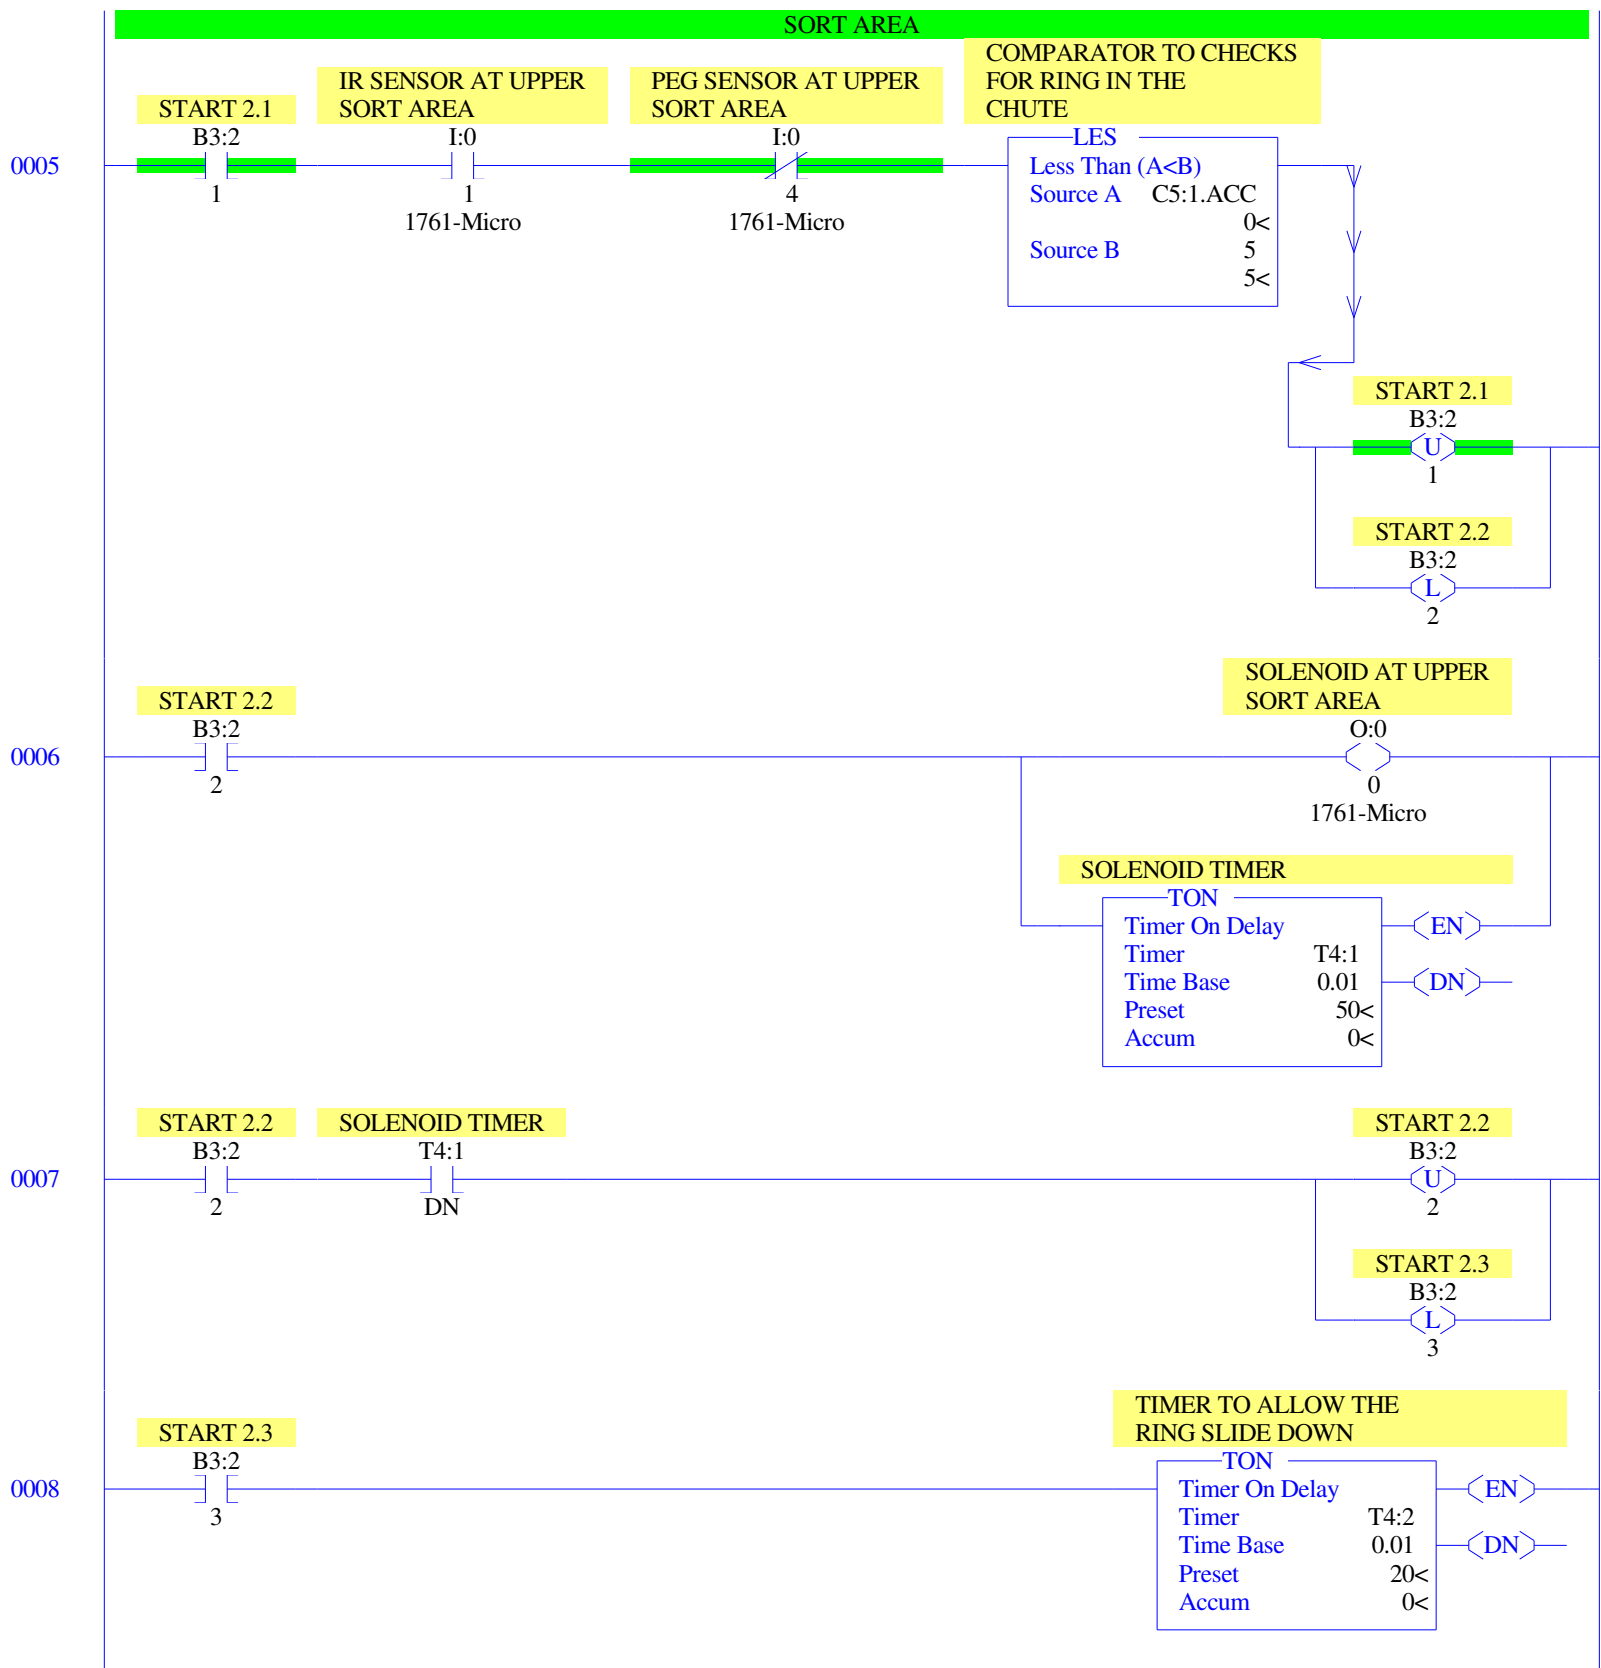 SORT AREA
START 2.1
B3:2
1
IR SENSOR AT UPPER
SORT AREA
I:0
1
1761-Micro
PEG SENSOR AT UPPER
SORT AREA
I:0
4
1761-Micro
COMPARATOR TO CHECKS
FOR RING IN THE
CHUTE
LES
Less Than (A<B)
Source A C5:1.ACC
0<
Source B 5
5<
0005
START 2.1
B3:2
U
1
START 2.2
B3:2
L
2
0006
START 2.2
B3:2
2
SOLENOID AT UPPER
SORT AREA
O:0
0
1761-Micro
SOLENOID TIMER
TON
Timer On Delay EN
Timer T4:1
Time Base 0.01 DN
Preset 50<
Accum 0<
0007
START 2.2
B3:2
2
SOLENOID TIMER
T4:1
DN
START 2.2
B3:2
U
2
START 2.3
B3:2
L
3
0008
START 2.3
B3:2
3
TIMER TO ALLOW THE
RING SLIDE DOWN
TON
Timer On Delay EN
Timer T4:2
Time Base 0.01 DN
Preset 20<
Accum 0<